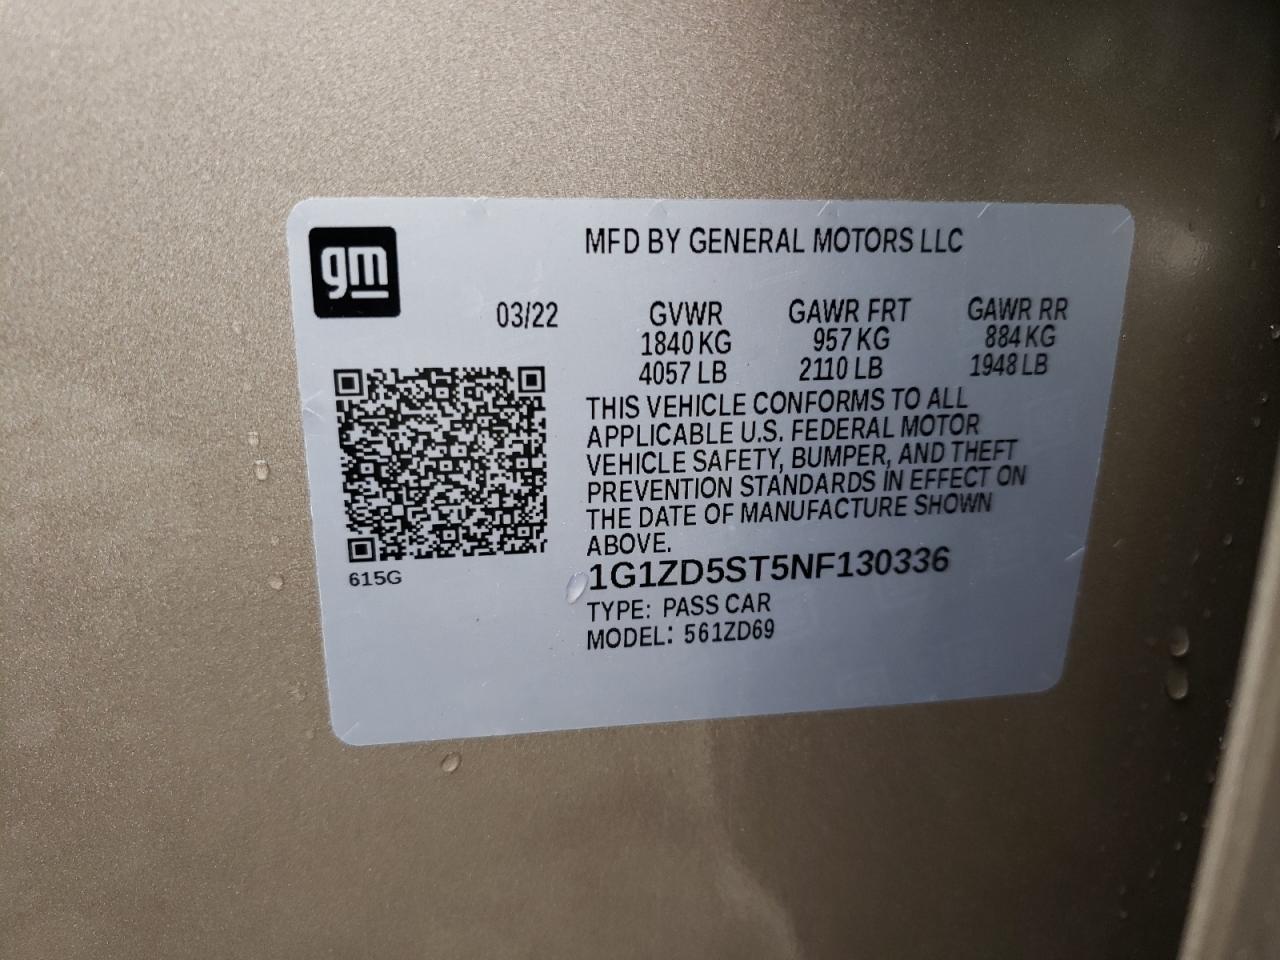 gm
MFD BY GENERAL MOTORS LLC
03/22 GVWR GAWR FRT GAWR RR
1840 KG 957 KG 884 KG
4057 LB 2110 LB 1948 LB
THIS VEHICLE CONFORMS TO ALL
APPLICABLE U.S. FEDERAL MOTOR
VEHICLE SAFETY, BUMPER, AND THEFT
PREVENTION STANDARDS IN EFFECT ON
THE DATE OF MANUFACTURE SHOWN
ABOVE.
615G
1G1ZD5ST5NF130336
TYPE: PASS CAR
MODEL: 561ZD69